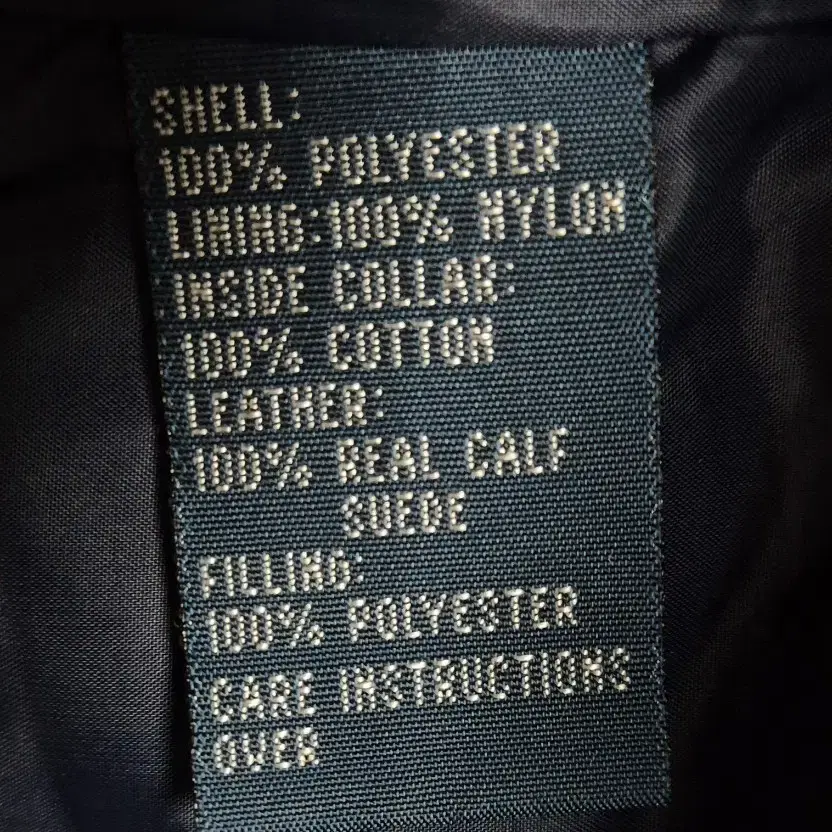 SHELL:
100% POLYESTER
LINING:100% NYLON
INSIDE COLLAR:
100% COTTON
LEATHER:
100% REAL CALF
SUEDE
FILLING:
100% POLYESTER
CARE INSTRUCTIONS
OVER